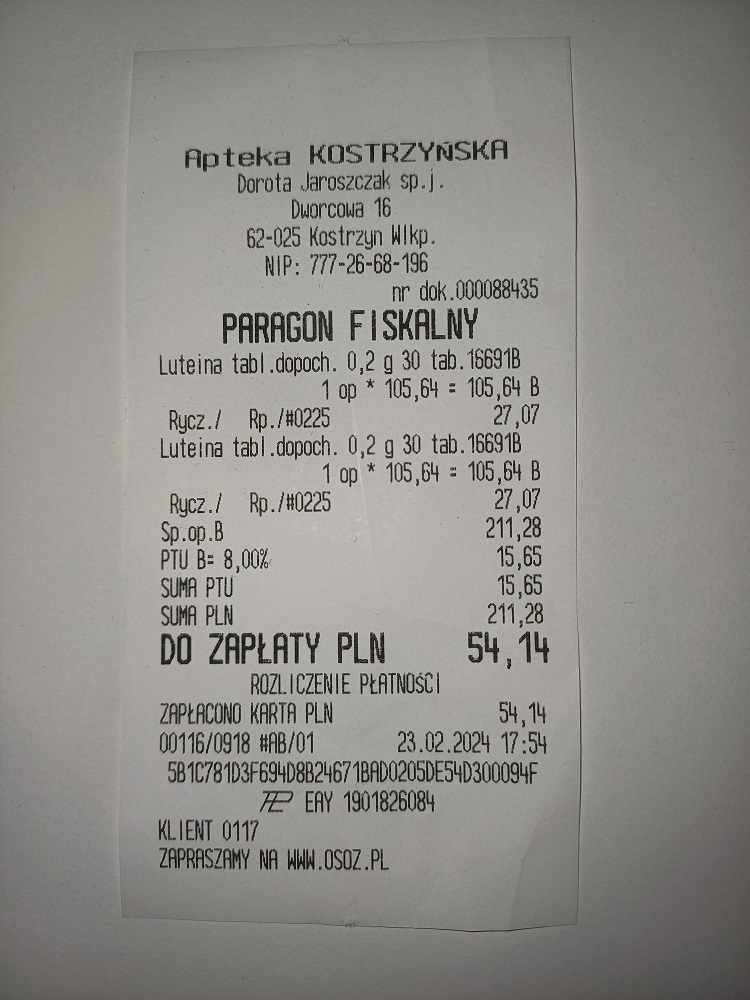 Apteka KOSTRZYŃSKA
Dorota Jaroszczak sp.j.
Dworcowa 16
62-025 Kostrzyn Wlkp.
NIP: 777-26-68-196
nr dok.000088435
PARAGON FISKALNY
Luteina tabl.dopoch. 0,2 g 30 tab.16691B
1 op * 105,64 = 105,64 B
Rycz./ Rp./#0225 27,07
Luteina tabl.dopoch. 0,2 g 30 tab.16691B
1 op * 105,64 = 105,64 B
Rycz./ Rp./#0225 27,07
Sp.op.B 211,28
PTU B= 8,00% 15,65
SUMA PTU 15,65
SUMA PLN 211,28
DO ZAPŁATY PLN 54,14
ROZLICZENIE PŁATNOŚCI
ZAPŁACONO KARTA PLN 54,14
00116/0918 #AB/01 23.02.2024 17:54
5B1C781D3F694D8B24671BAD0205DE54D300094F
EAY 1901826084
KLIENT 0117
ZAPRASZAMY NA WWW.OSOZ.PL